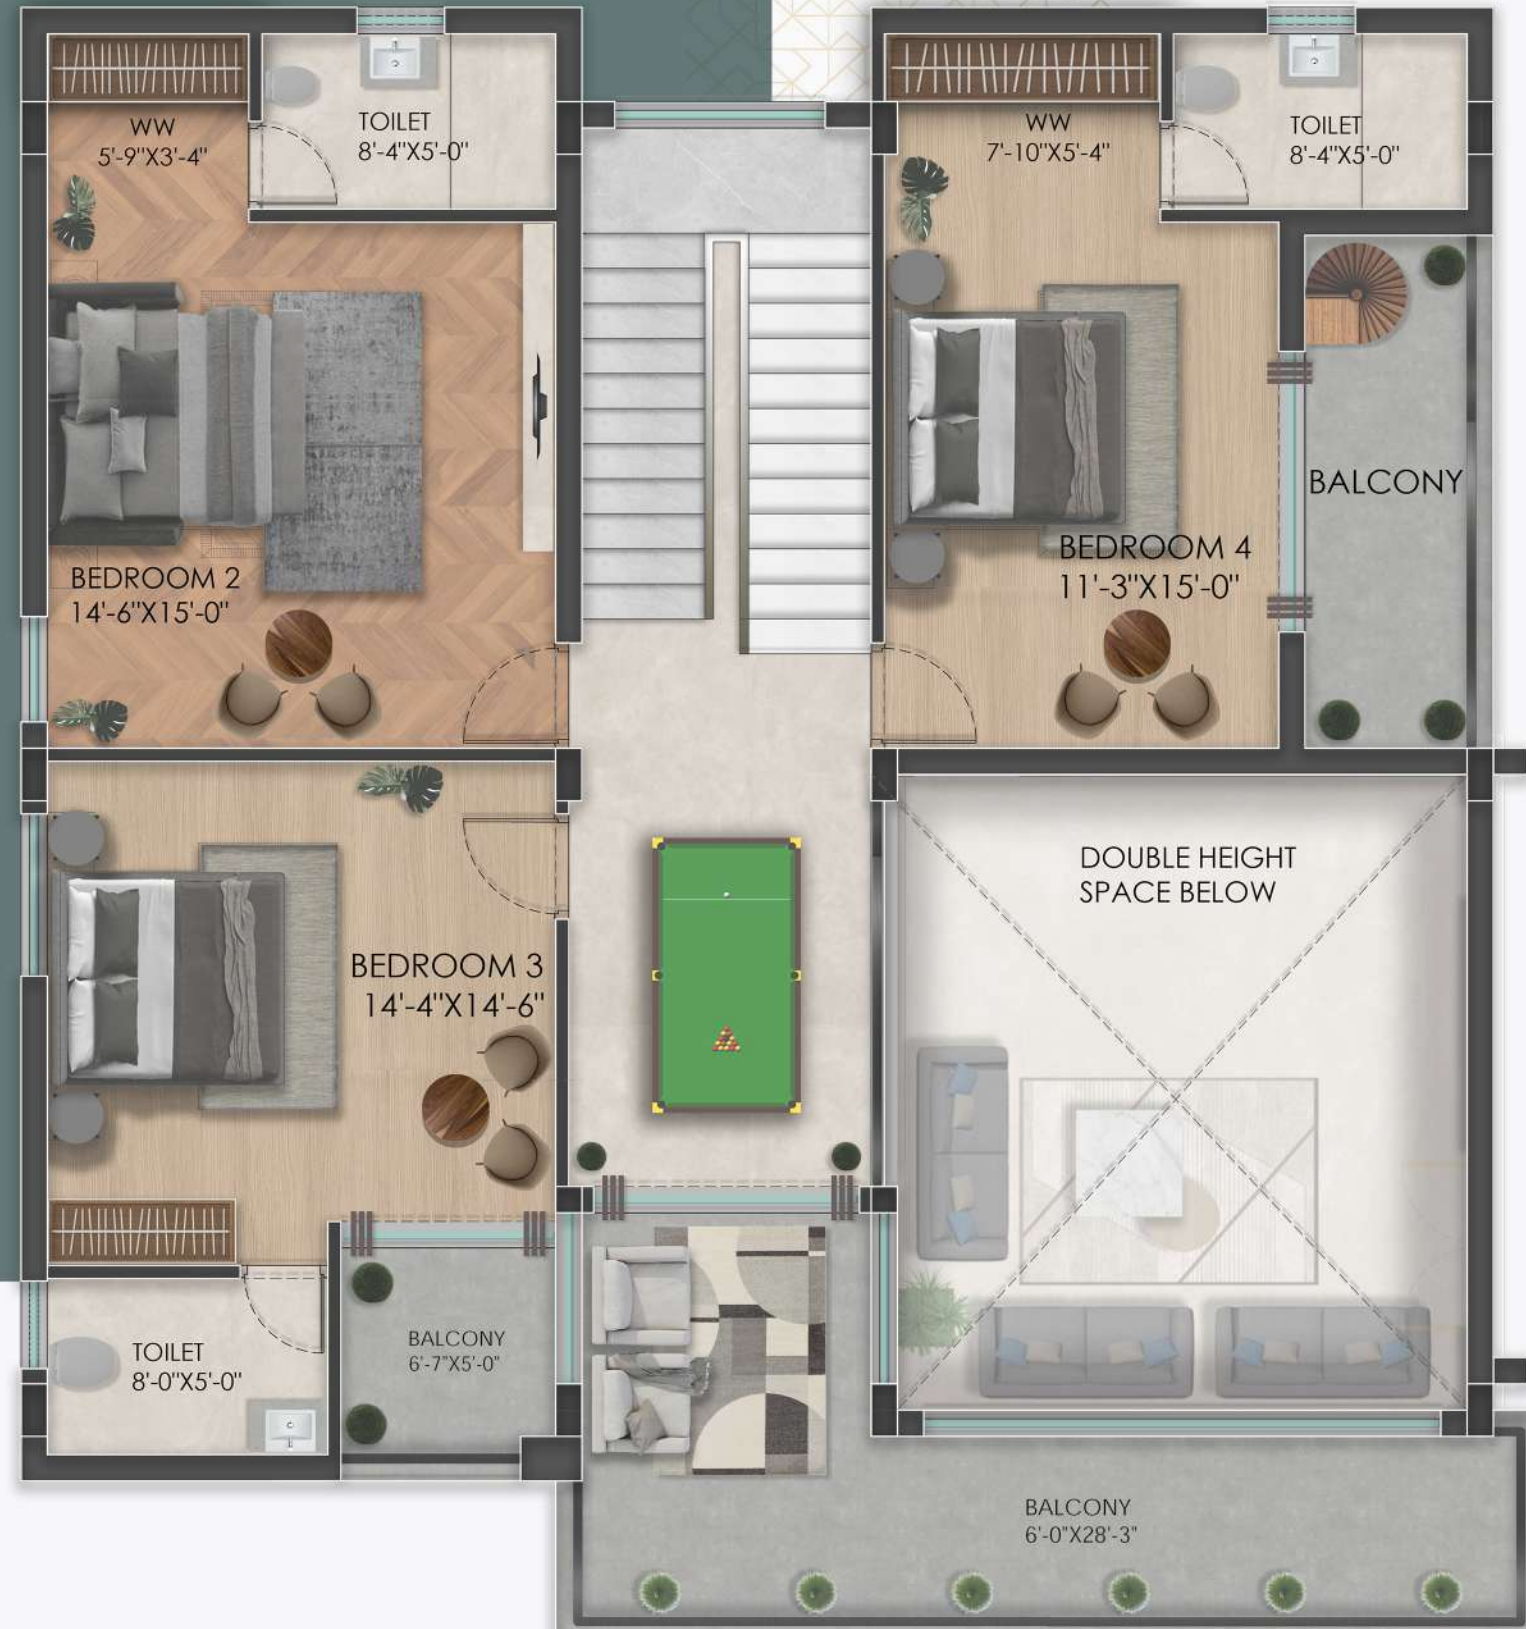 WW
5'-9"X3'-4"
TOILET
8'-4"X5'-0"
WW
7'-10"X5'-4"
TOILET
8'-4"X5'-0"
BALCONY
BEDROOM 2
14'-6"X15'-0"
BEDROOM 4
11'-3"X15'-0"
DOUBLE HEIGHT
SPACE BELOW
BEDROOM 3
14'-4"X14'-6"
TOILET
8'-0"X5'-0"
BALCONY
6'-7"X5'-0"
BALCONY
6'-0"X28'-3"